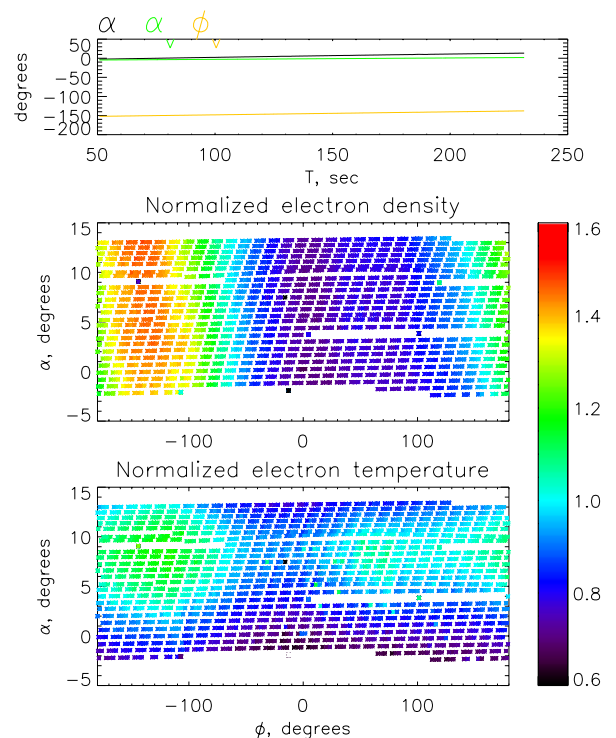 α α ϕ
degrees
50
0
−50
−100
−150
−200
50 100 150 200 250
T, sec
Normalized electron density
α, degrees
15
10
5
0
−5
−100 0 100
Normalized electron temperature
α, degrees
15
10
5
0
−5
−100 0 100
ϕ, degrees
1.6
1.4
1.2
1.0
0.8
0.6